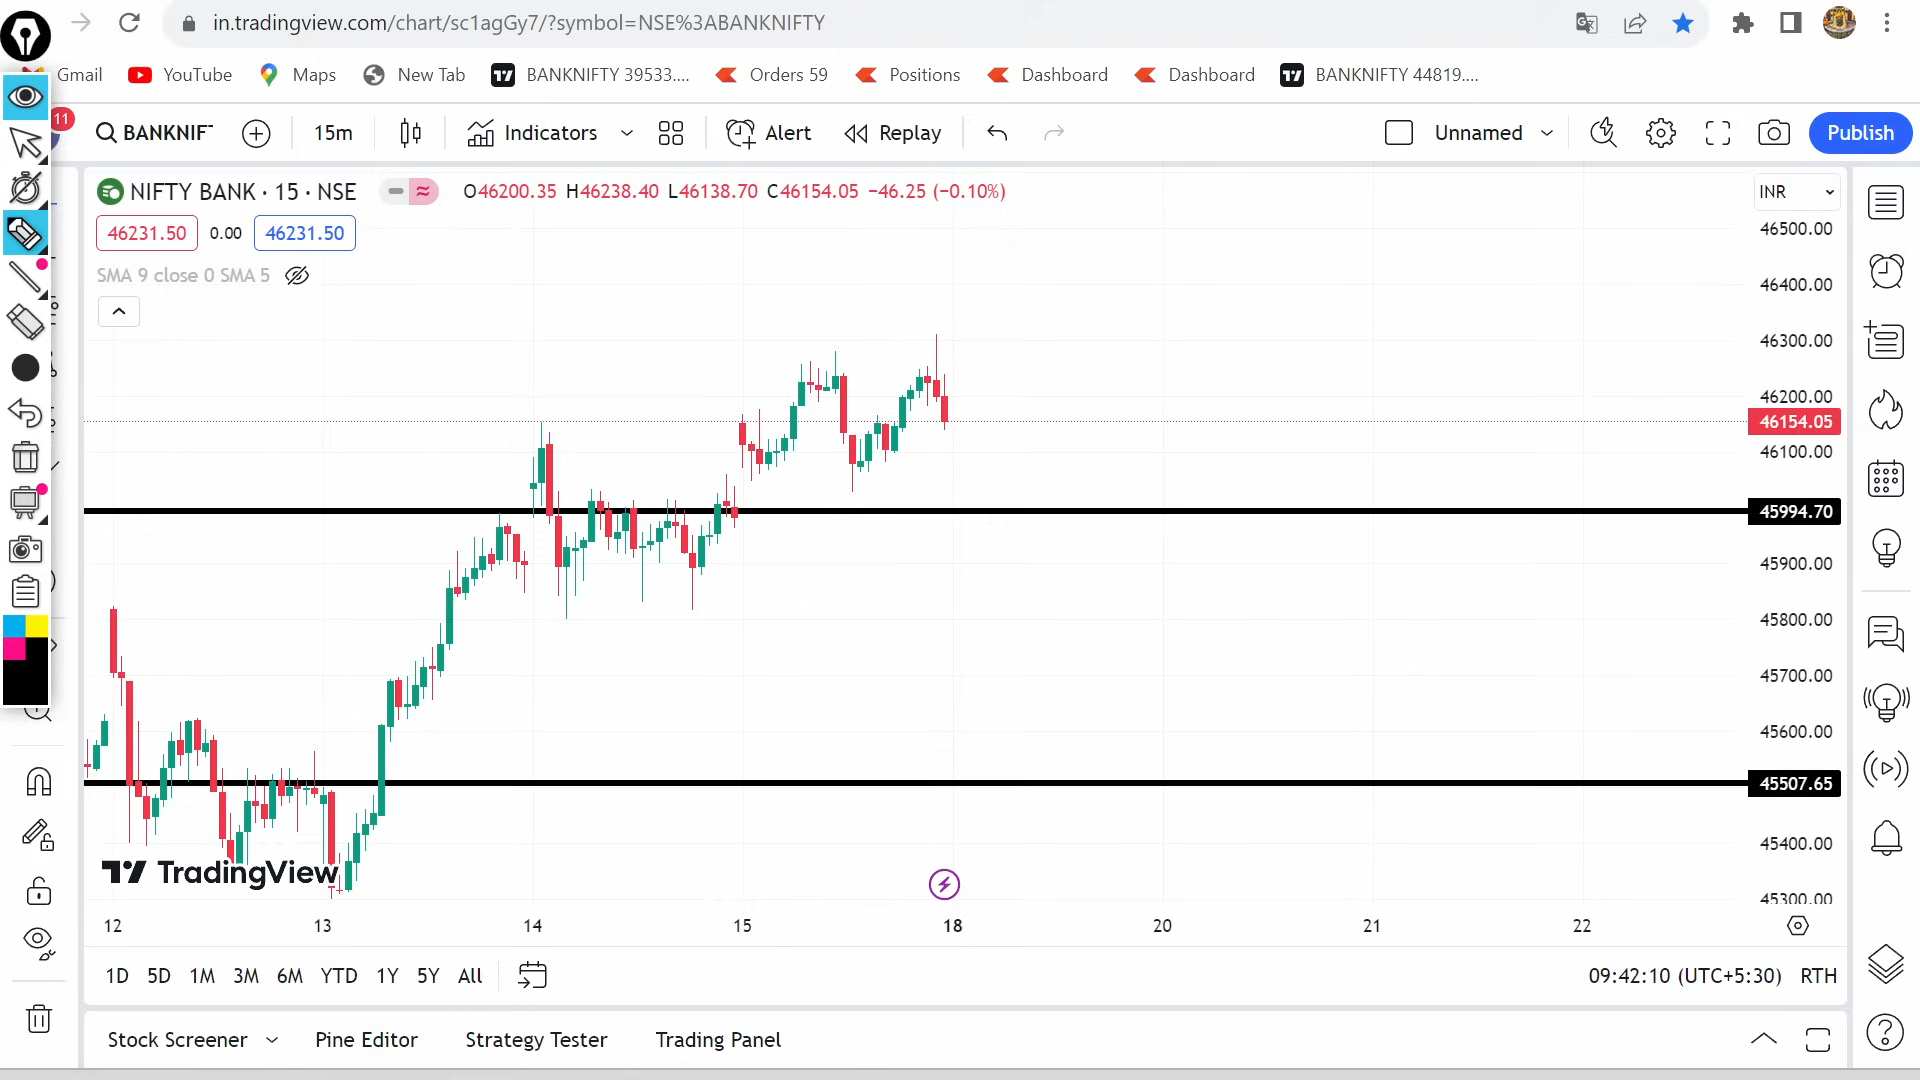 in.tradingview.com/chart/sc1agGy7/?symbol=NSE%3ABANKNIFTY
Gmail YouTube Maps New Tab BANKNIFTY 39533.... Orders 59 Positions Dashboard Dashboard BANKNIFTY 44819....
11
BANKNIF 15m Indicators Alert Replay Unnamed Publish
NIFTY BANK · 15 · NSE O46200.35 H46238.40 L46138.70 C46154.05 −46.25 (−0.10%) INR
46231.50 0.00 46231.50
SMA 9 close 0 SMA 5
46500.00
46400.00
46300.00
46200.00
46154.05
46100.00
45994.70
45900.00
45800.00
45700.00
45600.00
45507.65
45400.00
45300.00
TradingView
12 13 14 15 18 20 21 22
1D 5D 1M 3M 6M YTD 1Y 5Y All 09:42:10 (UTC+5:30) RTH
Stock Screener Pine Editor Strategy Tester Trading Panel